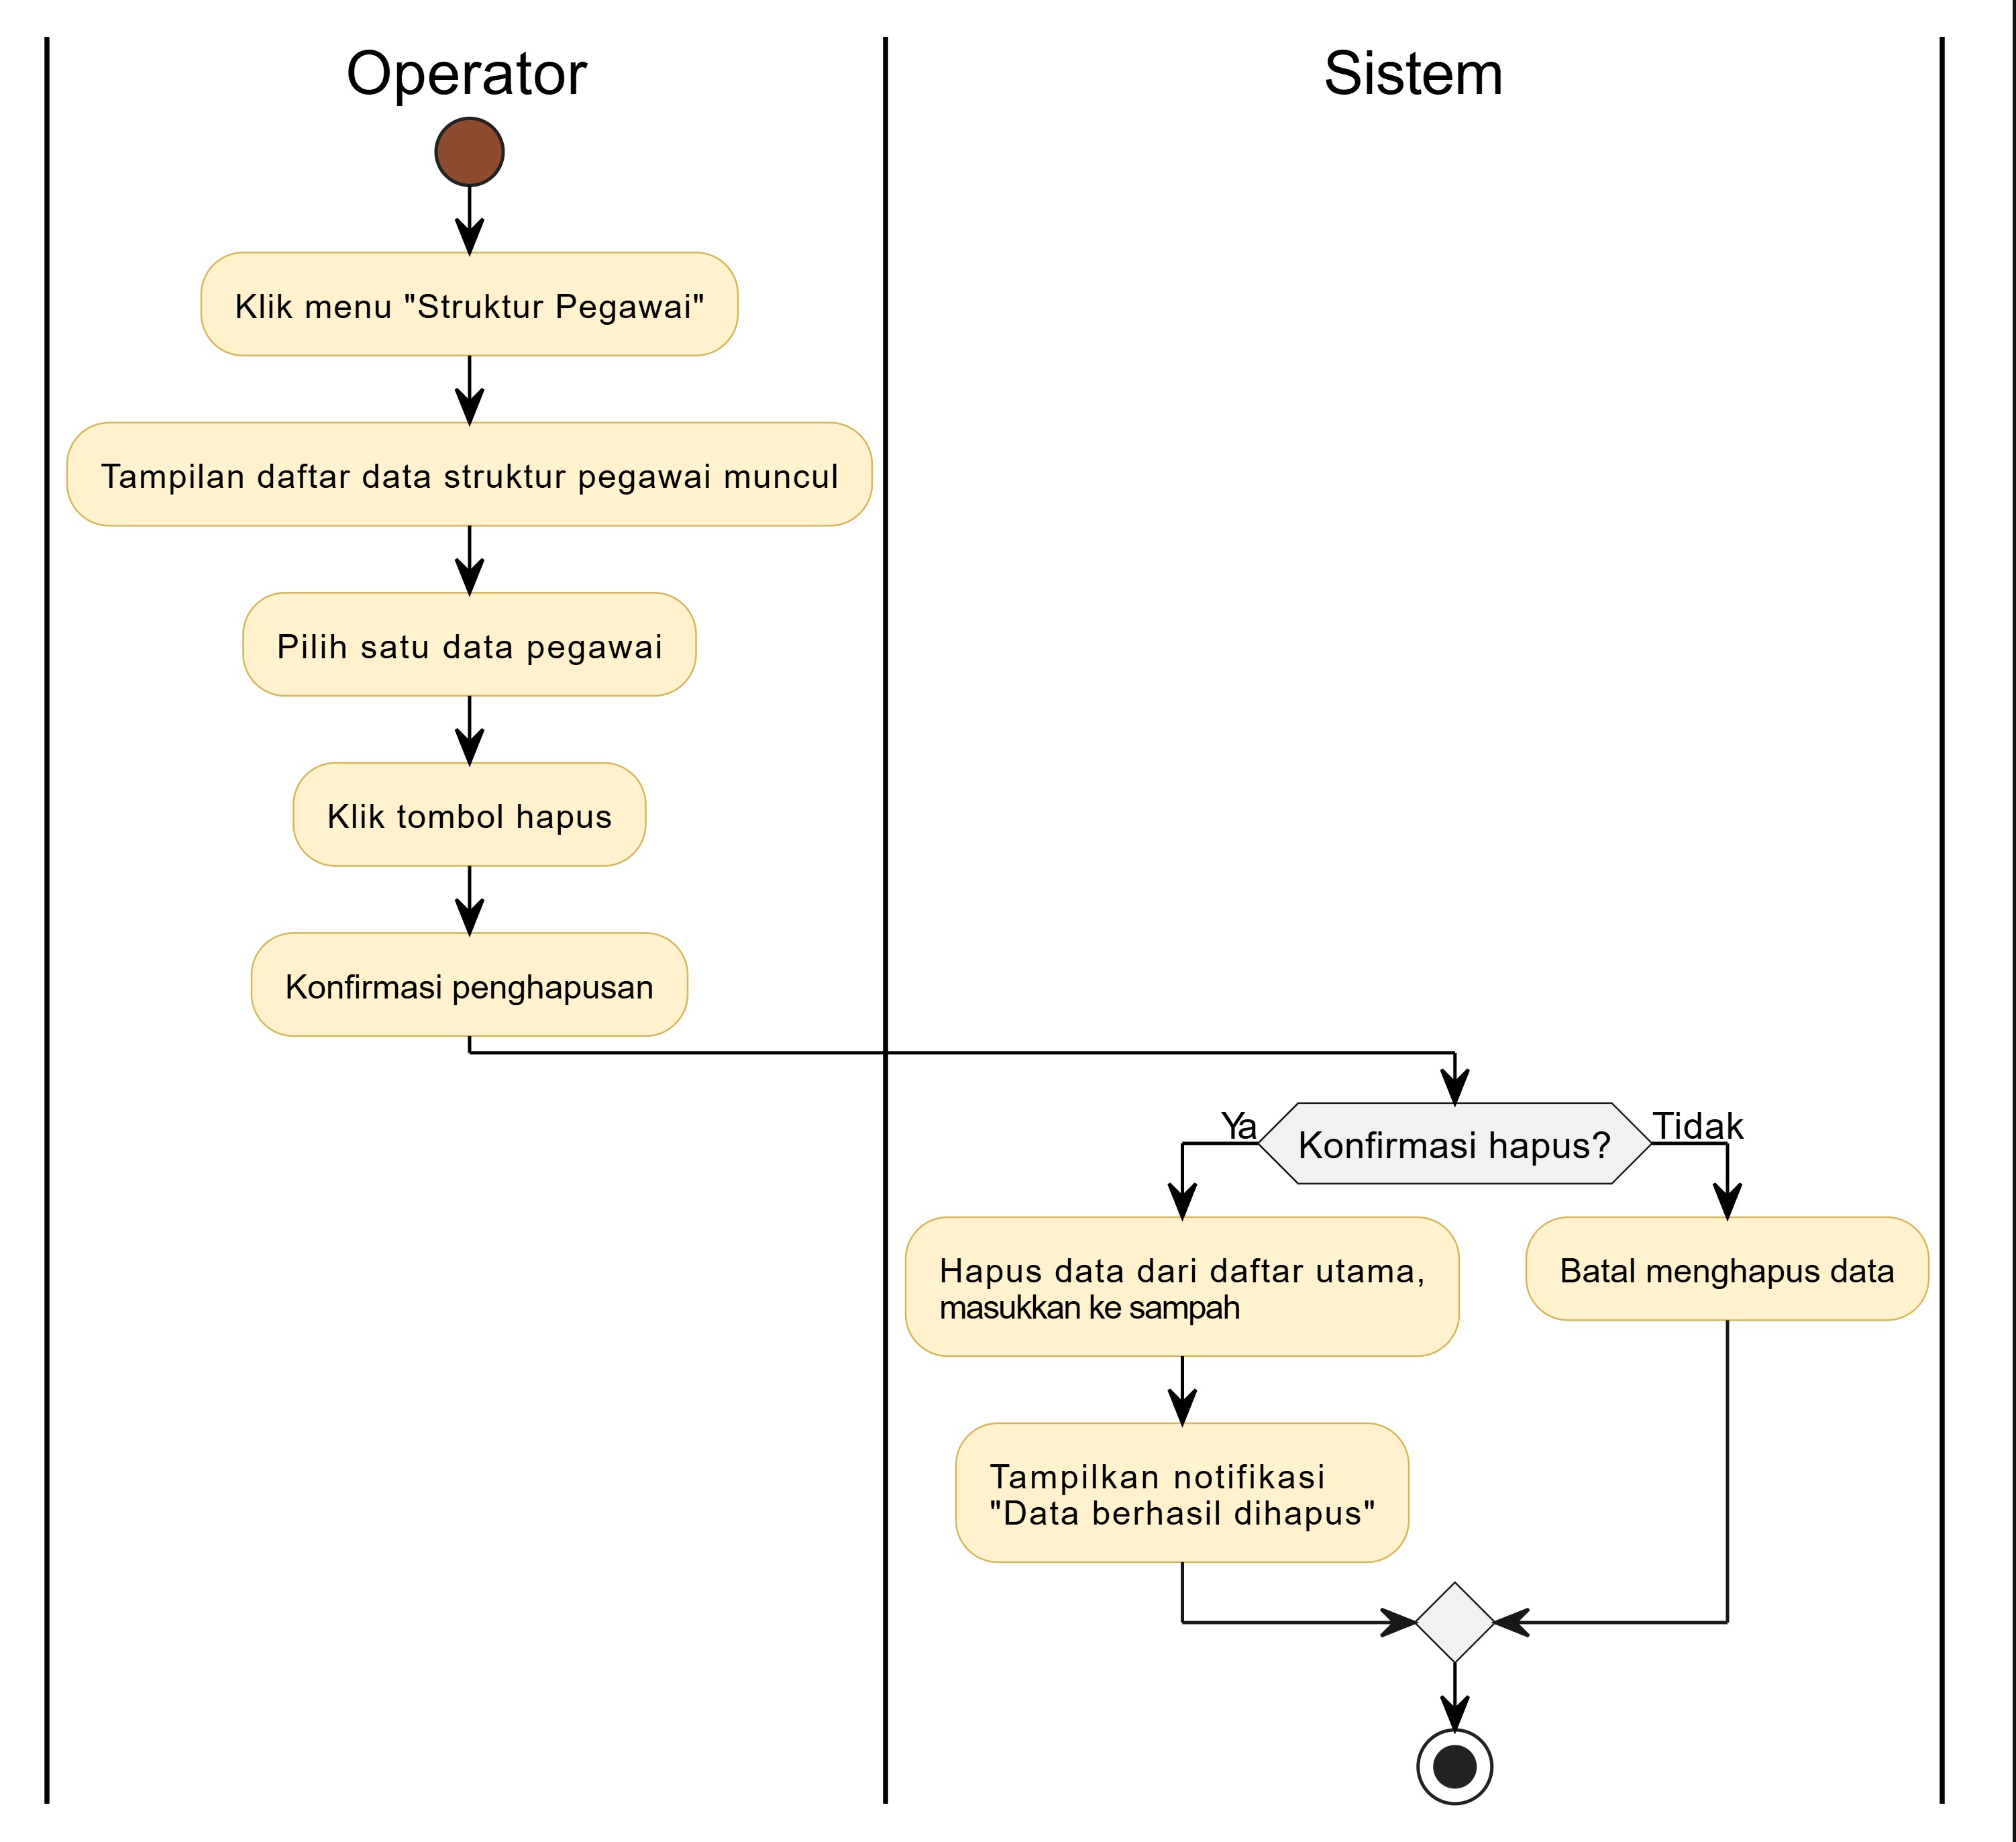 Operator
Sistem
Klik menu "Struktur Pegawai"
Tampilan daftar data struktur pegawai muncul
Pilih satu data pegawai
Klik tombol hapus
Konfirmasi penghapusan
Ya
Konfirmasi hapus?
Tidak
Hapus data dari daftar utama,
masukkan ke sampah
Batal menghapus data
Tampilkan notifikasi
"Data berhasil dihapus"